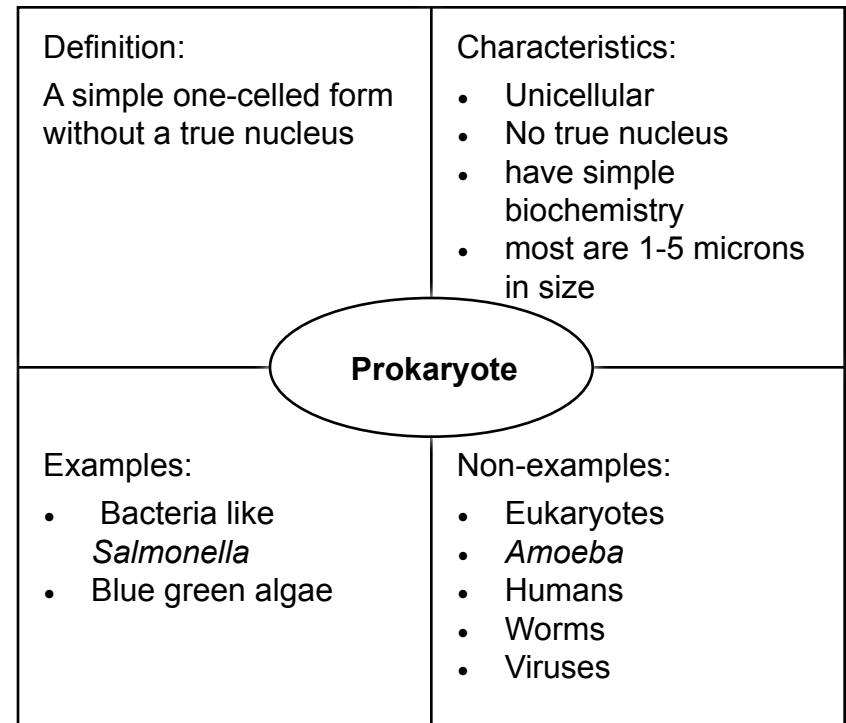 Definition:
A simple one-celled form
without a true nucleus
Characteristics:
• Unicellular
• No true nucleus
• have simple
biochemistry
• most are 1-5 microns
in size
Prokaryote
Examples:
• Bacteria like
Salmonella
• Blue green algae
Non-examples:
• Eukaryotes
• Amoeba
• Humans
• Worms
• Viruses